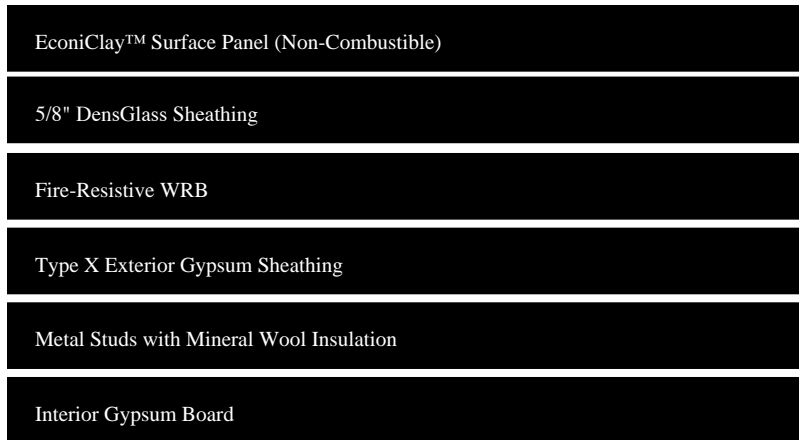 EconiClay™ Surface Panel (Non-Combustible)
5/8" DensGlass Sheathing
Fire-Resistive WRB
Type X Exterior Gypsum Sheathing
Metal Studs with Mineral Wool Insulation
Interior Gypsum Board